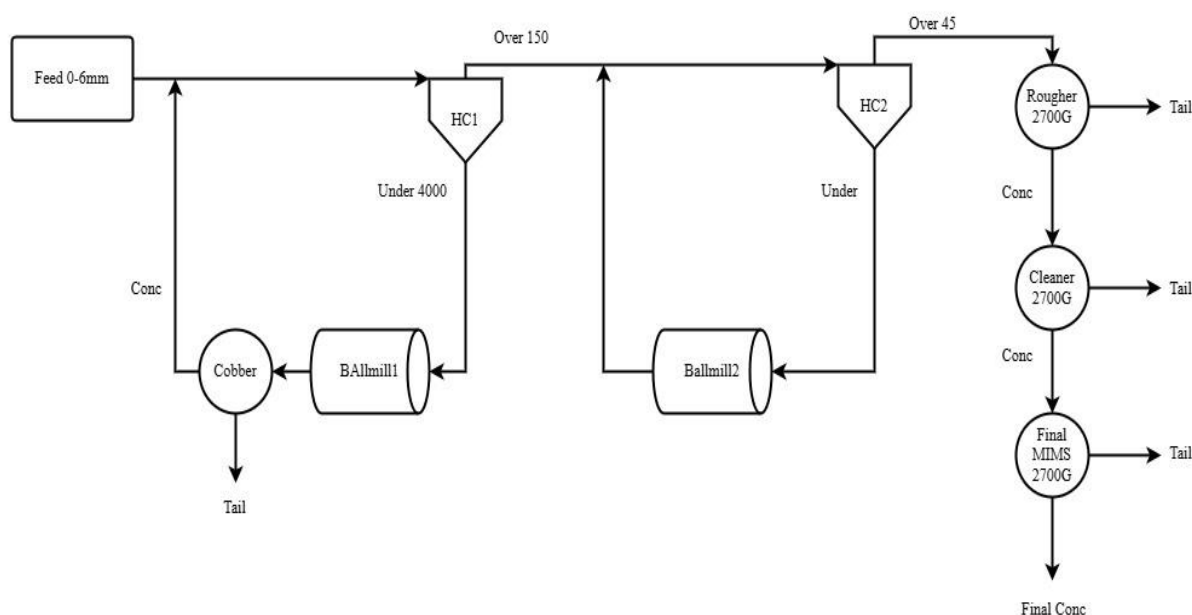 Over 150
Over 45
Feed 0-6mm
HC1
HC2
Rougher
2700G
Tail
Under 4000
Under
Conc
Conc
Cleaner
2700G
Tail
Conc
Cobber
BAllmill1
Ballmill2
Final
MIMS
2700G
Tail
Tail
Final Conc